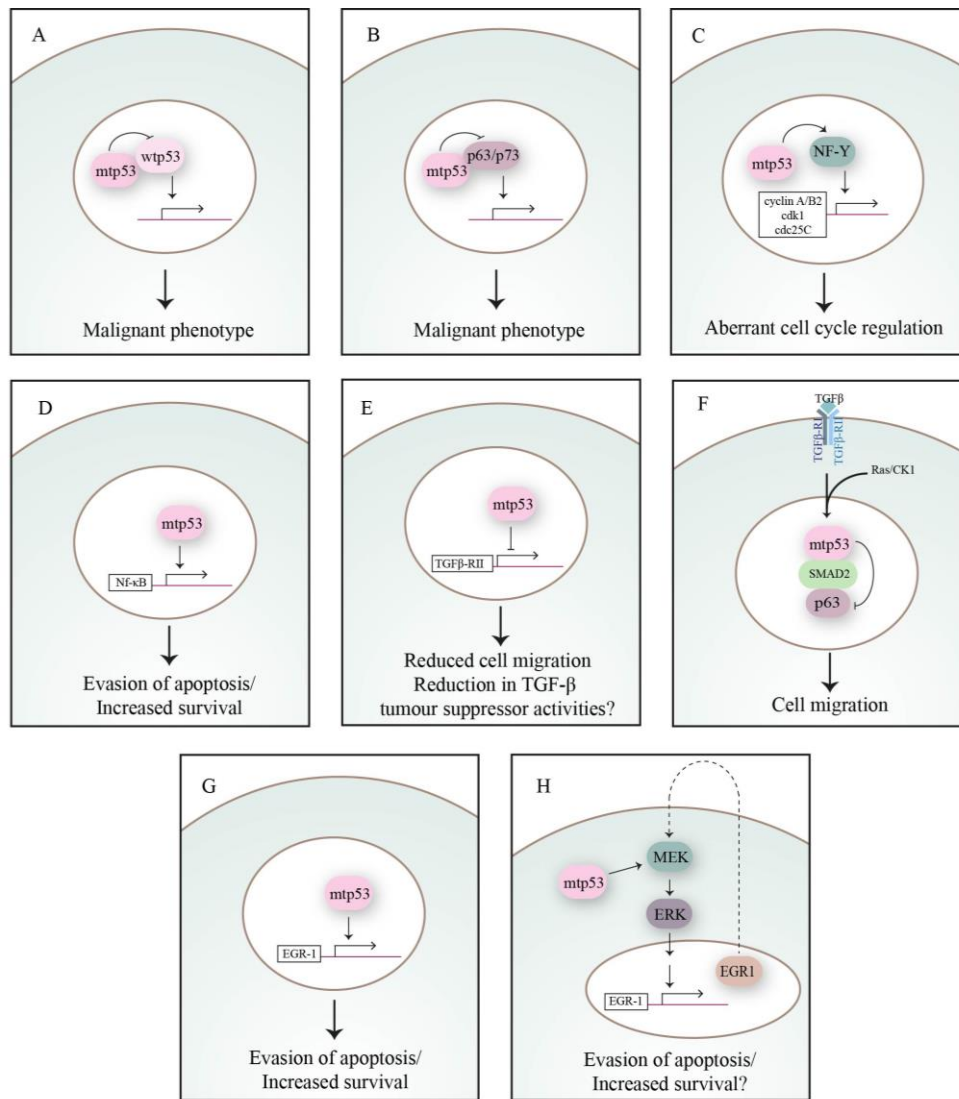 A
mtp53
wtp53
Malignant phenotype
B
mtp53
p63/p73
Malignant phenotype
C
mtp53
NF-Y
cyclin A/B2
cdk1
cdc25C
Aberrant cell cycle regulation
D
mtp53
Nf-κB
Evasion of apoptosis/
Increased survival
E
mtp53
TGFβ-RII
Reduced cell migration
Reduction in TGF-β
tumour suppressor activities?
F
TGFβ
TGFβ-RI
TGFβ-RII
Ras/CK1
mtp53
SMAD2
p63
Cell migration
G
mtp53
EGR-1
Evasion of apoptosis/
Increased survival
H
mtp53
MEK
ERK
EGR1
EGR-1
Evasion of apoptosis/
Increased survival?